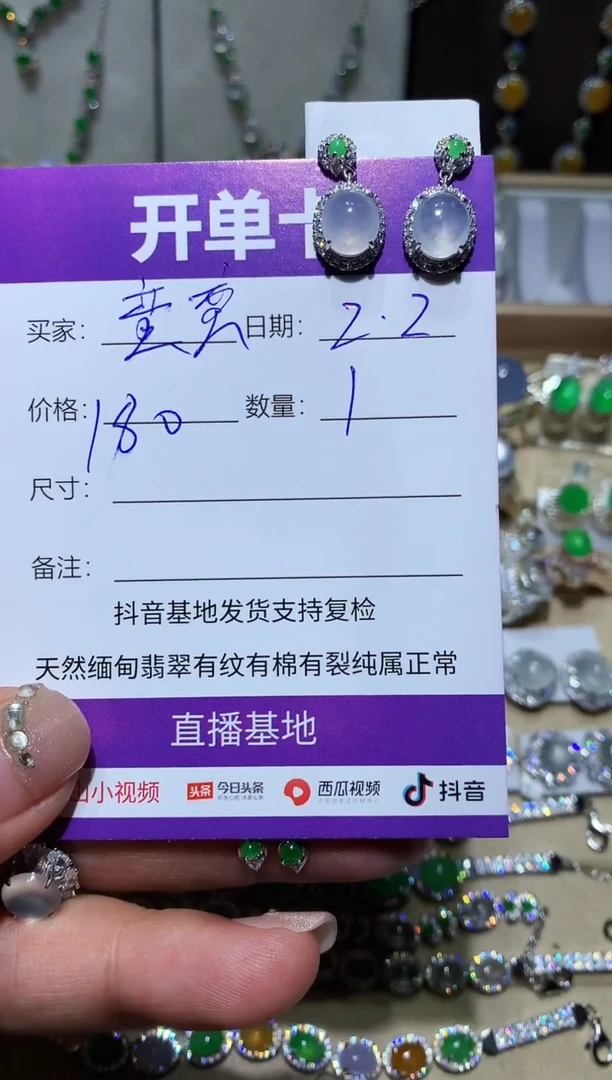 开单
买家： 日期：2.2
价格：180 数量：1
尺寸：
备注：
抖音基地发货支持复检
天然缅甸翡翠有纹有棉有裂纯属正常
直播基地
山小视频 头条 今日头条 西瓜视频 抖音